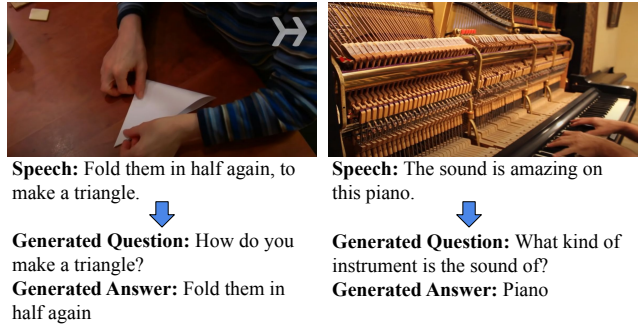 Speech: Fold them in half again, to
make a triangle.
Generated Question: How do you
make a triangle?
Generated Answer: Fold them in
half again
Speech: The sound is amazing on
this piano.
Generated Question: What kind of
instrument is the sound of?
Generated Answer: Piano